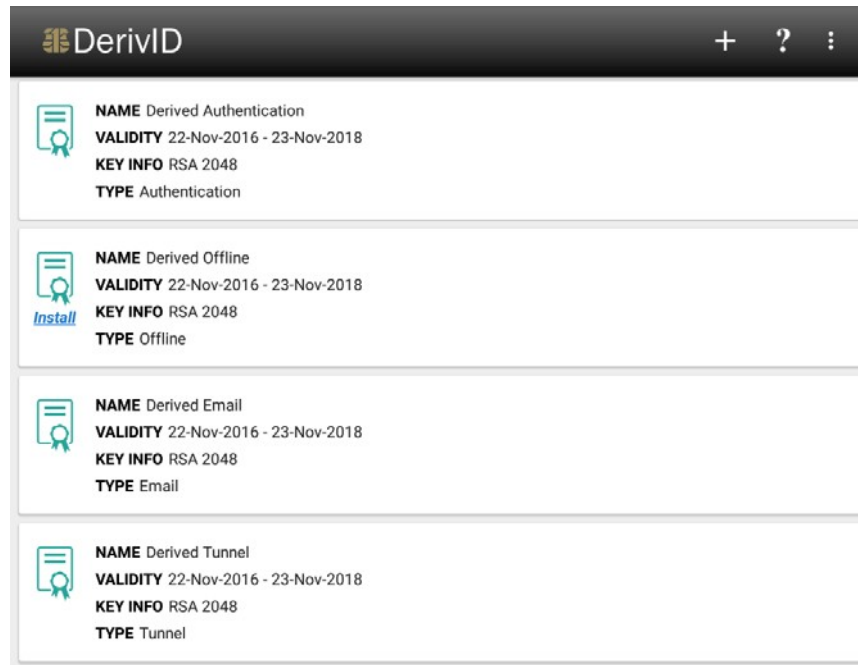 DerivID + ?
NAME Derived Authentication
VALIDITY 22-Nov-2016 - 23-Nov-2018
KEY INFO RSA 2048
TYPE Authentication
NAME Derived Offline
VALIDITY 22-Nov-2016 - 23-Nov-2018
Install KEY INFO RSA 2048
TYPE Offline
NAME Derived Email
VALIDITY 22-Nov-2016 - 23-Nov-2018
KEY INFO RSA 2048
TYPE Email
NAME Derived Tunnel
VALIDITY 22-Nov-2016 - 23-Nov-2018
KEY INFO RSA 2048
TYPE Tunnel